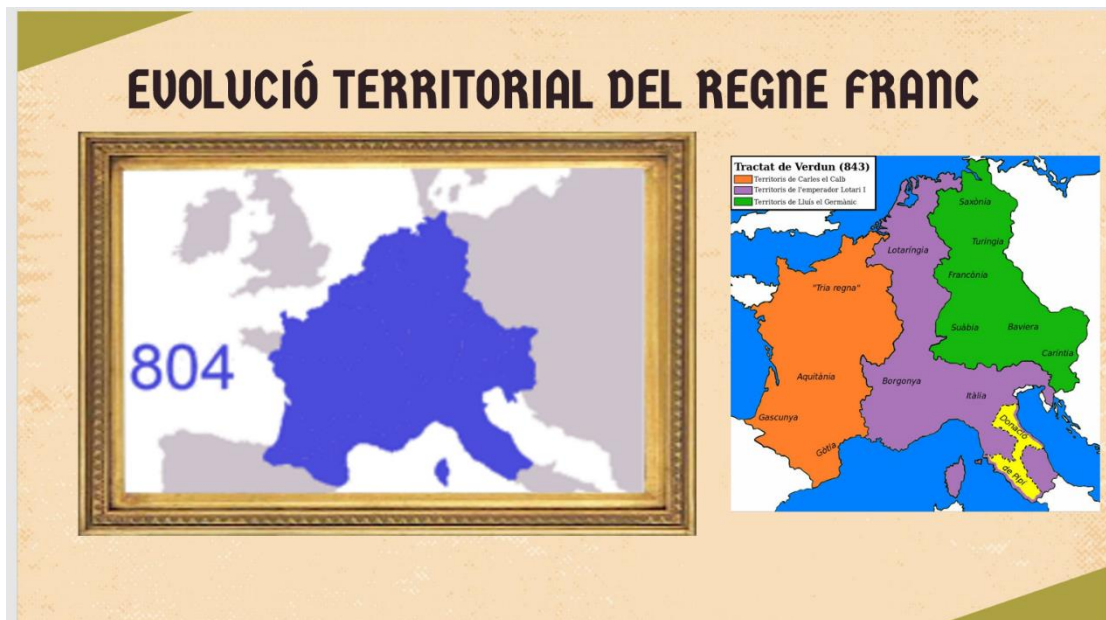 EVOLUCIÓ TERRITORIAL DEL REGNE FRANC
804
Tractat de Verdun (843)
Territoris de Carles el Calb
Territoris de l'emperador Lotari I
Territoris de Lluís el Germànic
Saxònia
Lotaríngia
Turíngia
Francònia
"Tria regna"
Suàbia
Baviera
Caríntia
Aquitània
Borgonya
Itàlia
Gascunya
Donació
Gòtia
de Pipí